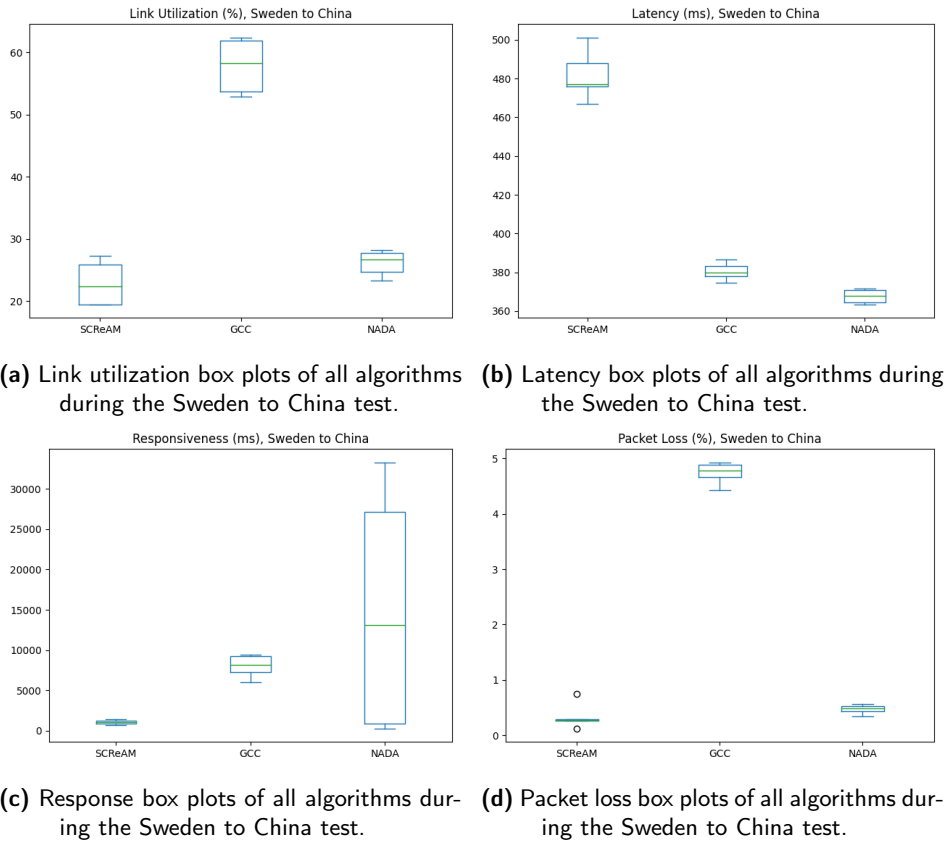 Link Utilization (%), Sweden to China
60
50
40
30
20
SCReAM GCC NADA
(a) Link utilization box plots of all algorithms
during the Sweden to China test.
Latency (ms), Sweden to China
500
480
460
440
420
400
380
360
SCReAM GCC NADA
(b) Latency box plots of all algorithms during
the Sweden to China test.
Responsiveness (ms), Sweden to China
30000
25000
20000
15000
10000
5000
0
SCReAM GCC NADA
(c) Response box plots of all algorithms dur-
ing the Sweden to China test.
Packet Loss (%), Sweden to China
5
4
3
2
1
0
SCReAM GCC NADA
(d) Packet loss box plots of all algorithms dur-
ing the Sweden to China test.